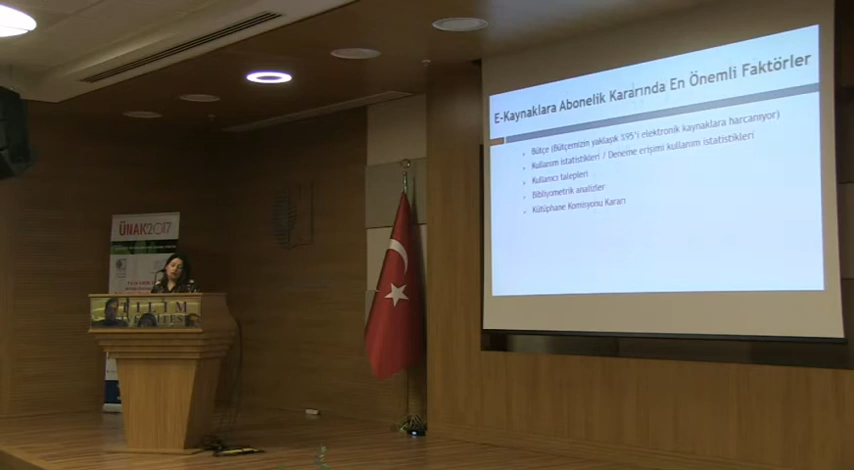 E-Kaynaklara Abonelik Kararında En Önemli Faktörler
Bütçe (Bütçemizin yaklaşık %95'i elektronik kaynaklara harcanıyor)
Kullanım istatistikleri / Deneme erişimi kullanım istatistikleri
Kullanıcı talepleri
Bibliyometrik analizler
Kütüphane Komisyonu Kararı
ÜNAK2017